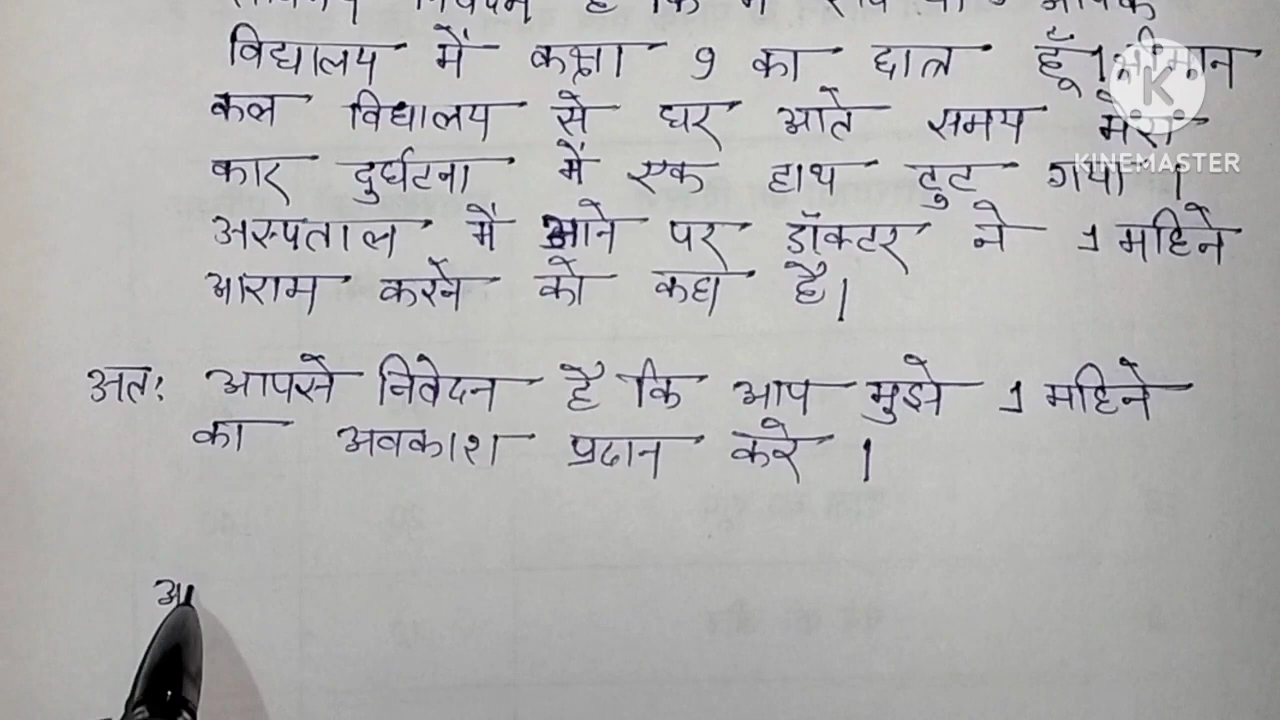 निवेदन है कि मैं
विद्यालय में कक्षा 9 का छात्र हूँ। श्रीमान
कल विद्यालय से घर आते समय मेरा
कार दुर्घटना में एक हाथ टुट गया ।
अस्पताल में आने पर डॉक्टर ने 1 महिने
आराम करने को कहा है।
अतः आपसे निवेदन है कि आप मुझे 1 महिने
का अवकाश प्रदान करे ।
अ
K
KINEMASTER